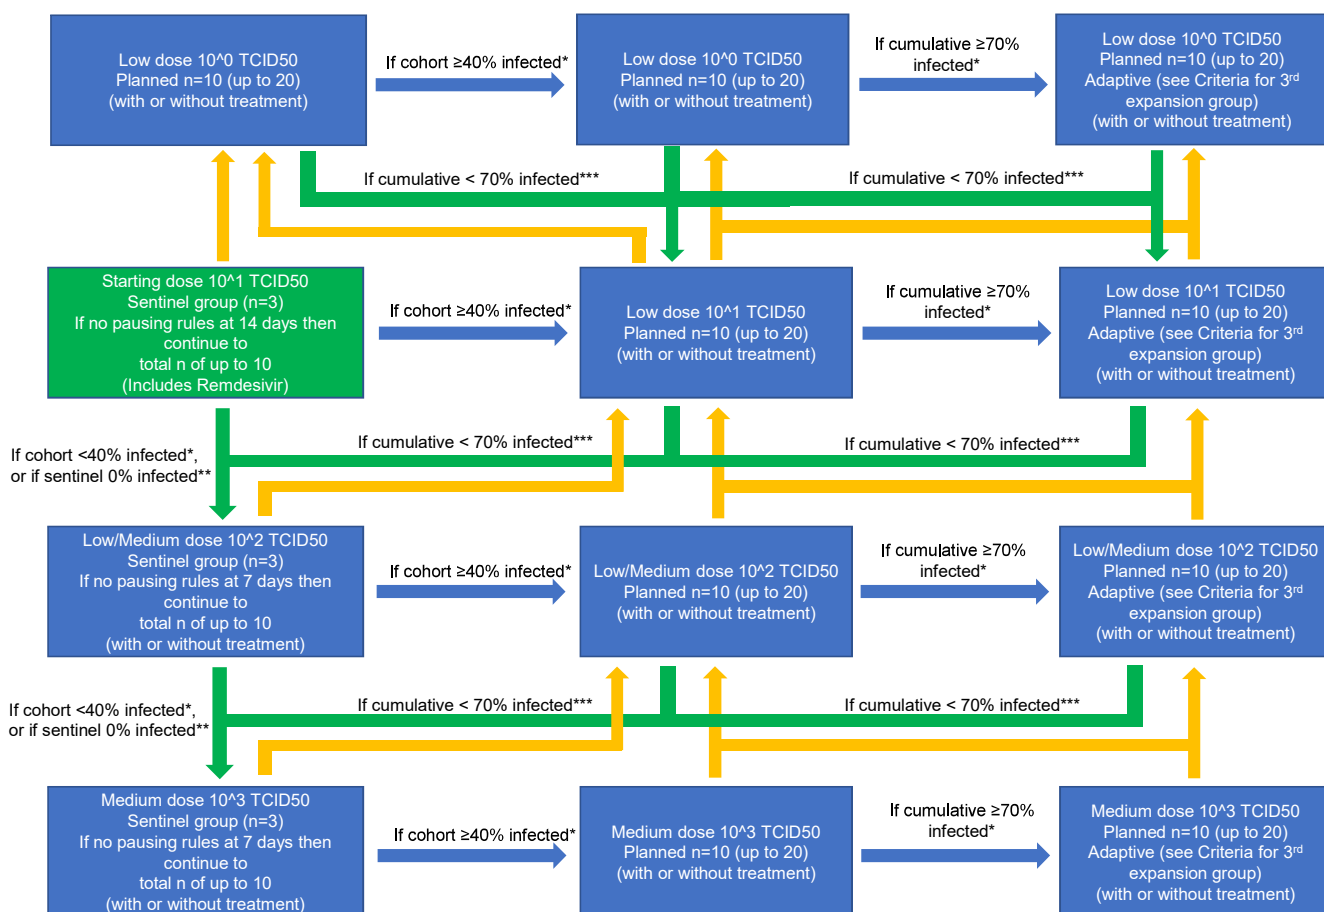 Low dose 10^0 TCID50
Planned n=10 (up to 20)
(with or without treatment)
If cohort ≥40% infected*
Low dose 10^0 TCID50
Planned n=10 (up to 20)
(with or without treatment)
If cumulative ≥70%
infected*
Low dose 10^0 TCID50
Planned n=10 (up to 20)
Adaptive (see Criteria for 3rd
expansion group)
(with or without treatment)
If cumulative < 70% infected***
If cumulative < 70% infected***
Starting dose 10^1 TCID50
Sentinel group (n=3)
If no pausing rules at 14 days then
continue to
total n of up to 10
(Includes Remdesivir)
If cohort ≥40% infected*
Low dose 10^1 TCID50
Planned n=10 (up to 20)
(with or without treatment)
If cumulative ≥70%
infected*
Low dose 10^1 TCID50
Planned n=10 (up to 20)
Adaptive (see Criteria for 3rd
expansion group)
(with or without treatment)
If cohort <40% infected*,
or if sentinel 0% infected**
If cumulative < 70% infected***
If cumulative < 70% infected***
Low/Medium dose 10^2 TCID50
Sentinel group (n=3)
If no pausing rules at 7 days then
continue to
total n of up to 10
(with or without treatment)
If cohort ≥40% infected*
Low/Medium dose 10^2 TCID50
Planned n=10 (up to 20)
(with or without treatment)
If cumulative ≥70%
infected*
Low/Medium dose 10^2 TCID50
Planned n=10 (up to 20)
Adaptive (see Criteria for 3rd
expansion group)
(with or without treatment)
If cohort <40% infected*,
or if sentinel 0% infected**
If cumulative < 70% infected***
If cumulative < 70% infected***
Medium dose 10^3 TCID50
Sentinel group (n=3)
If no pausing rules at 7 days then
continue to
total n of up to 10
(with or without treatment)
If cohort ≥40% infected*
Medium dose 10^3 TCID50
Planned n=10 (up to 20)
(with or without treatment)
If cumulative ≥70%
infected*
Medium dose 10^3 TCID50
Planned n=10 (up to 20)
Adaptive (see Criteria for 3rd
expansion group)
(with or without treatment)